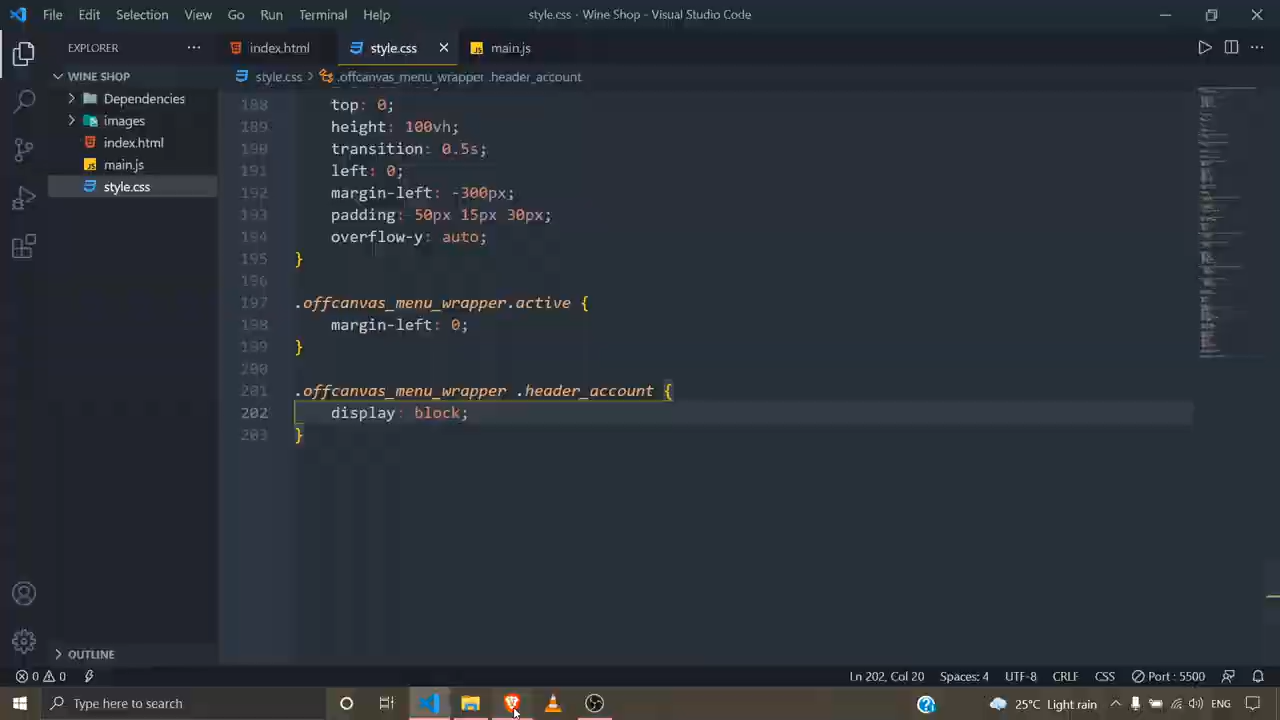 File Edit Selection View Go Run Terminal Help style.css - Wine Shop - Visual Studio Code
EXPLORER index.html style.css main.js
WINE SHOP style.css > .offcanvas_menu_wrapper .header_account
Dependencies
images
index.html
main.js
style.css
188 top: 0;
189 height: 100vh;
190 transition: 0.5s;
191 left: 0;
192 margin-left: -300px;
193 padding: 50px 15px 30px;
194 overflow-y: auto;
195 }
196
197 .offcanvas_menu_wrapper.active {
198 margin-left: 0;
199 }
200
201 .offcanvas_menu_wrapper .header_account {
202 display: block;
203 }
OUTLINE
0 0 Ln 202, Col 20 Spaces: 4 UTF-8 CRLF CSS Port : 5500
Type here to search 25°C Light rain ENG